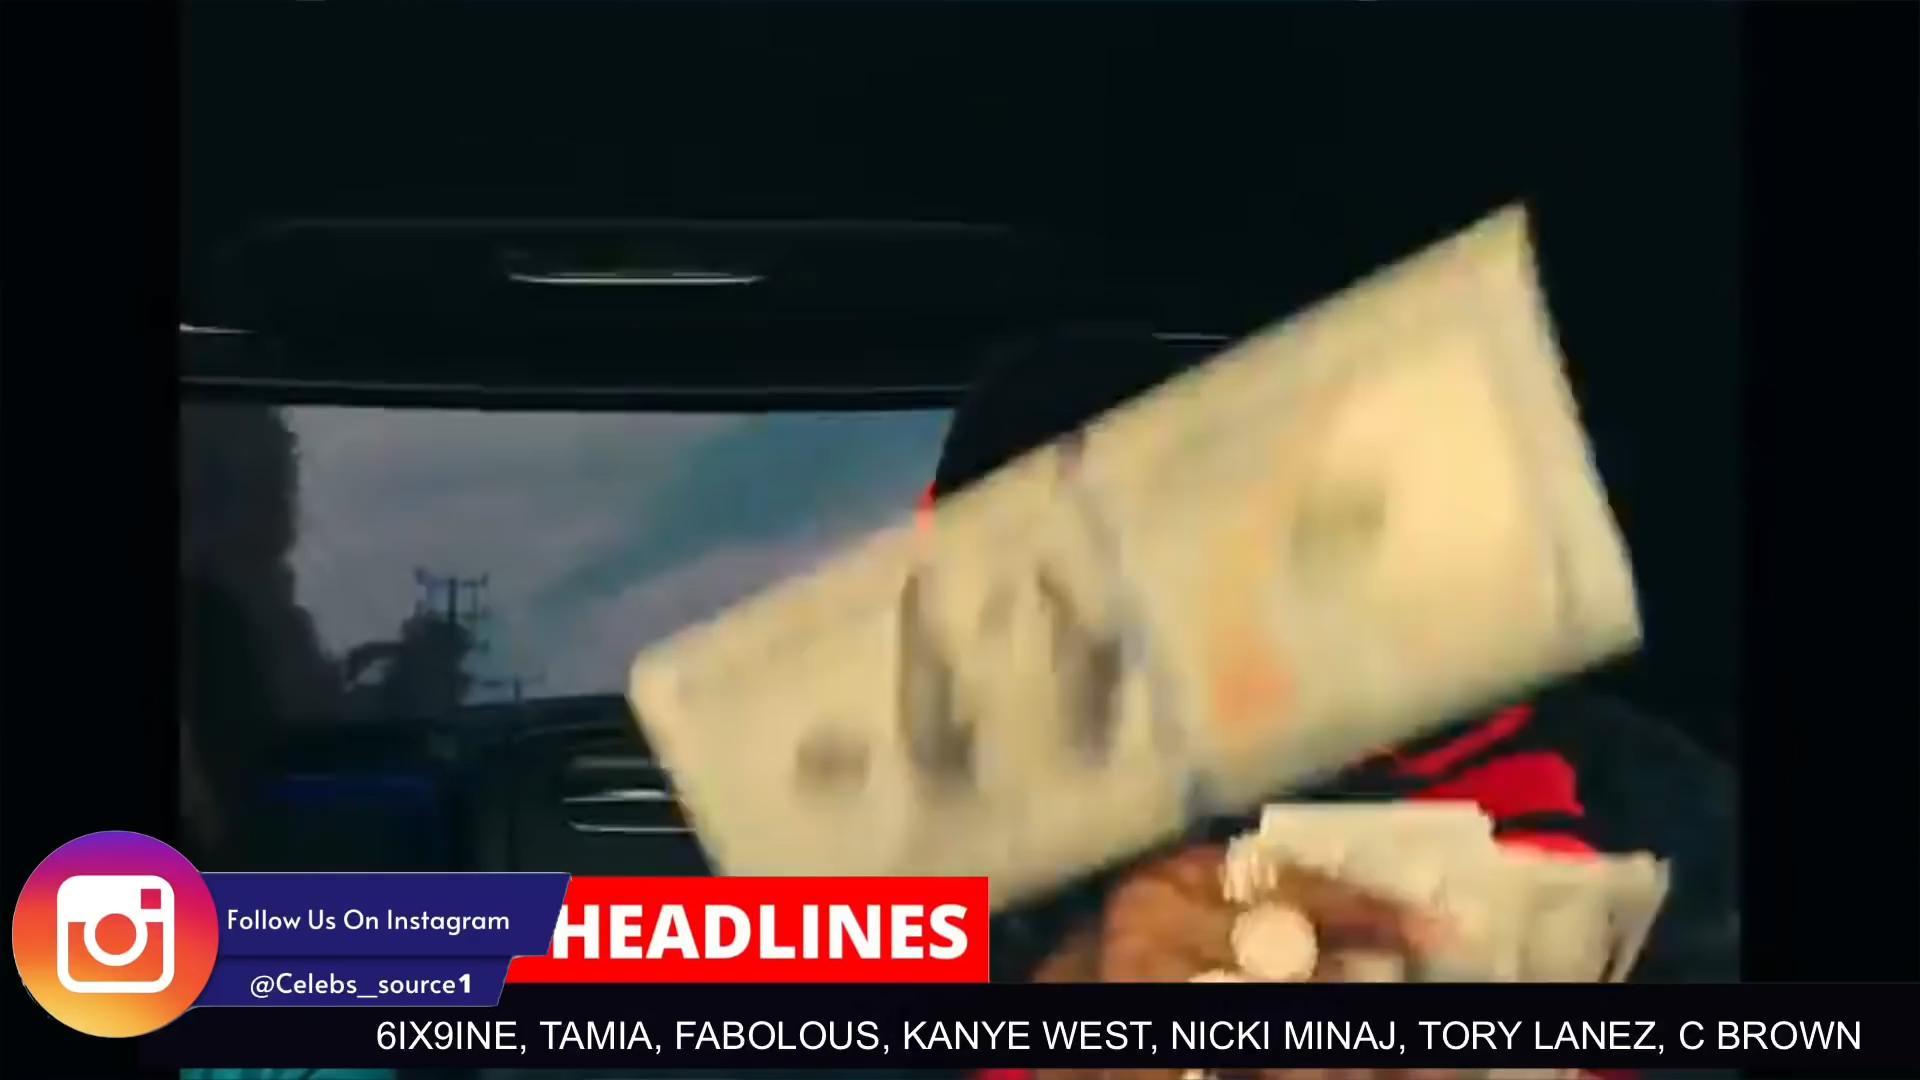 HEADLINES
Follow Us On Instagram
@Celebs_source1
6IX9INE, TAMIA, FABOLOUS, KANYE WEST, NICKI MINAJ, TORY LANEZ, C BROWN